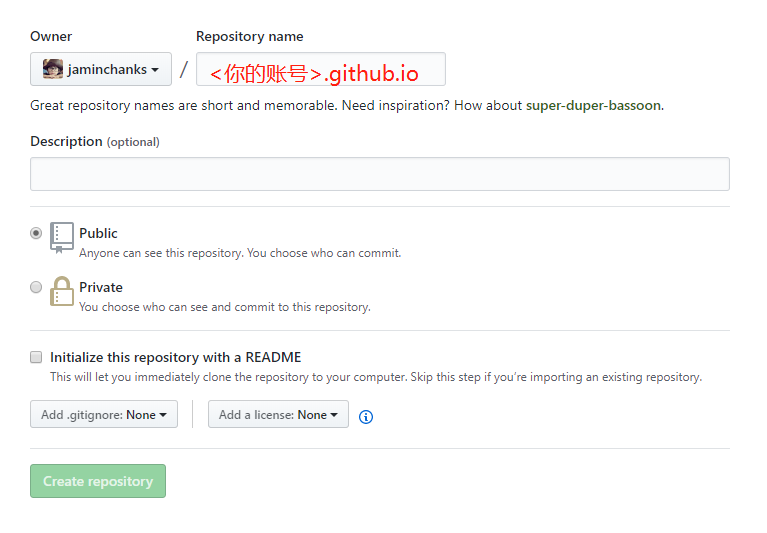 Owner
Repository name
jaminchanks
/
<你的账号>.github.io
Great repository names are short and memorable. Need inspiration? How about super-duper-bassoon.
Description (optional)
Public
Anyone can see this repository. You choose who can commit.
Private
You choose who can see and commit to this repository.
Initialize this repository with a README
This will let you immediately clone the repository to your computer. Skip this step if you’re importing an existing repository.
Add .gitignore: None
Add a license: None
Create repository